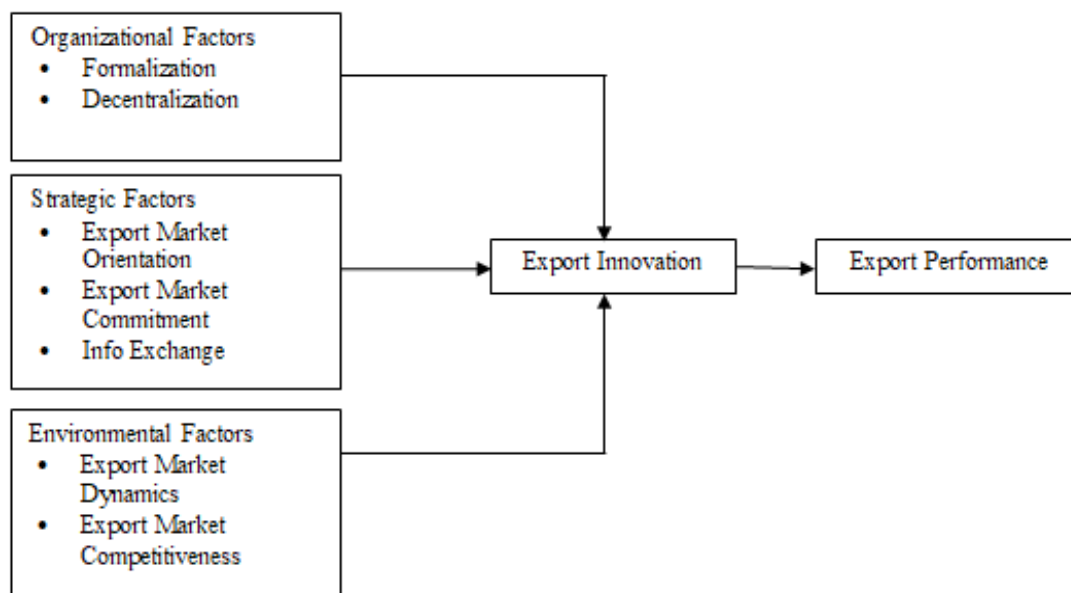 Organizational Factors
• Formalization
• Decentralization
Strategic Factors
• Export Market
Orientation
• Export Market
Commitment
• Info Exchange
Environmental Factors
• Export Market
Dynamics
• Export Market
Competitiveness
Export Innovation
Export Performance